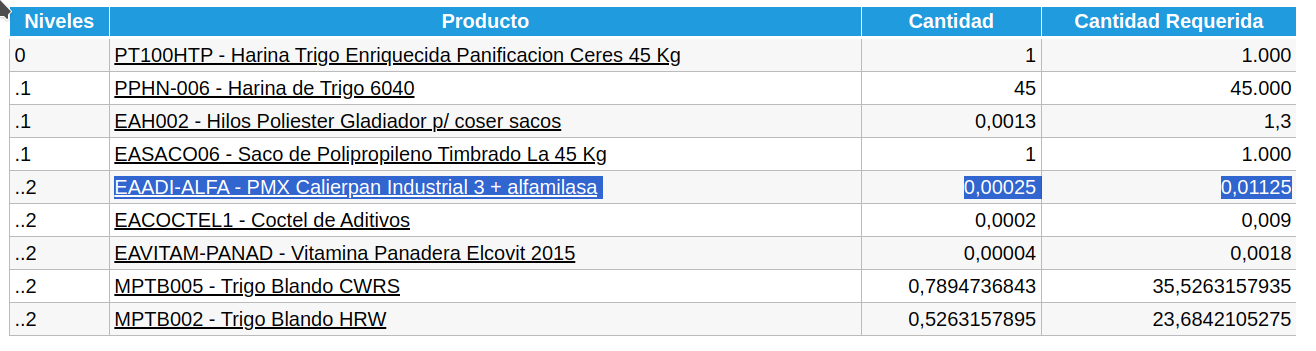 Niveles Producto Cantidad Cantidad Requerida
0 PT100HTP - Harina Trigo Enriquecida Panificacion Ceres 45 Kg 1 1.000
.1 PPHN-006 - Harina de Trigo 6040 45 45.000
.1 EAH002 - Hilos Poliester Gladiador p/ coser sacos 0,0013 1,3
.1 EASACO06 - Saco de Polipropileno Timbrado La 45 Kg 1 1.000
..2 EAADI-ALFA - PMX Calierpan Industrial 3 + alfamilasa 0,00025 0,01125
..2 EACOCTEL1 - Coctel de Aditivos 0,0002 0,009
..2 EAVITAM-PANAD - Vitamina Panadera Elcovit 2015 0,00004 0,0018
..2 MPTB005 - Trigo Blando CWRS 0,7894736843 35,5263157935
..2 MPTB002 - Trigo Blando HRW 0,5263157895 23,6842105275